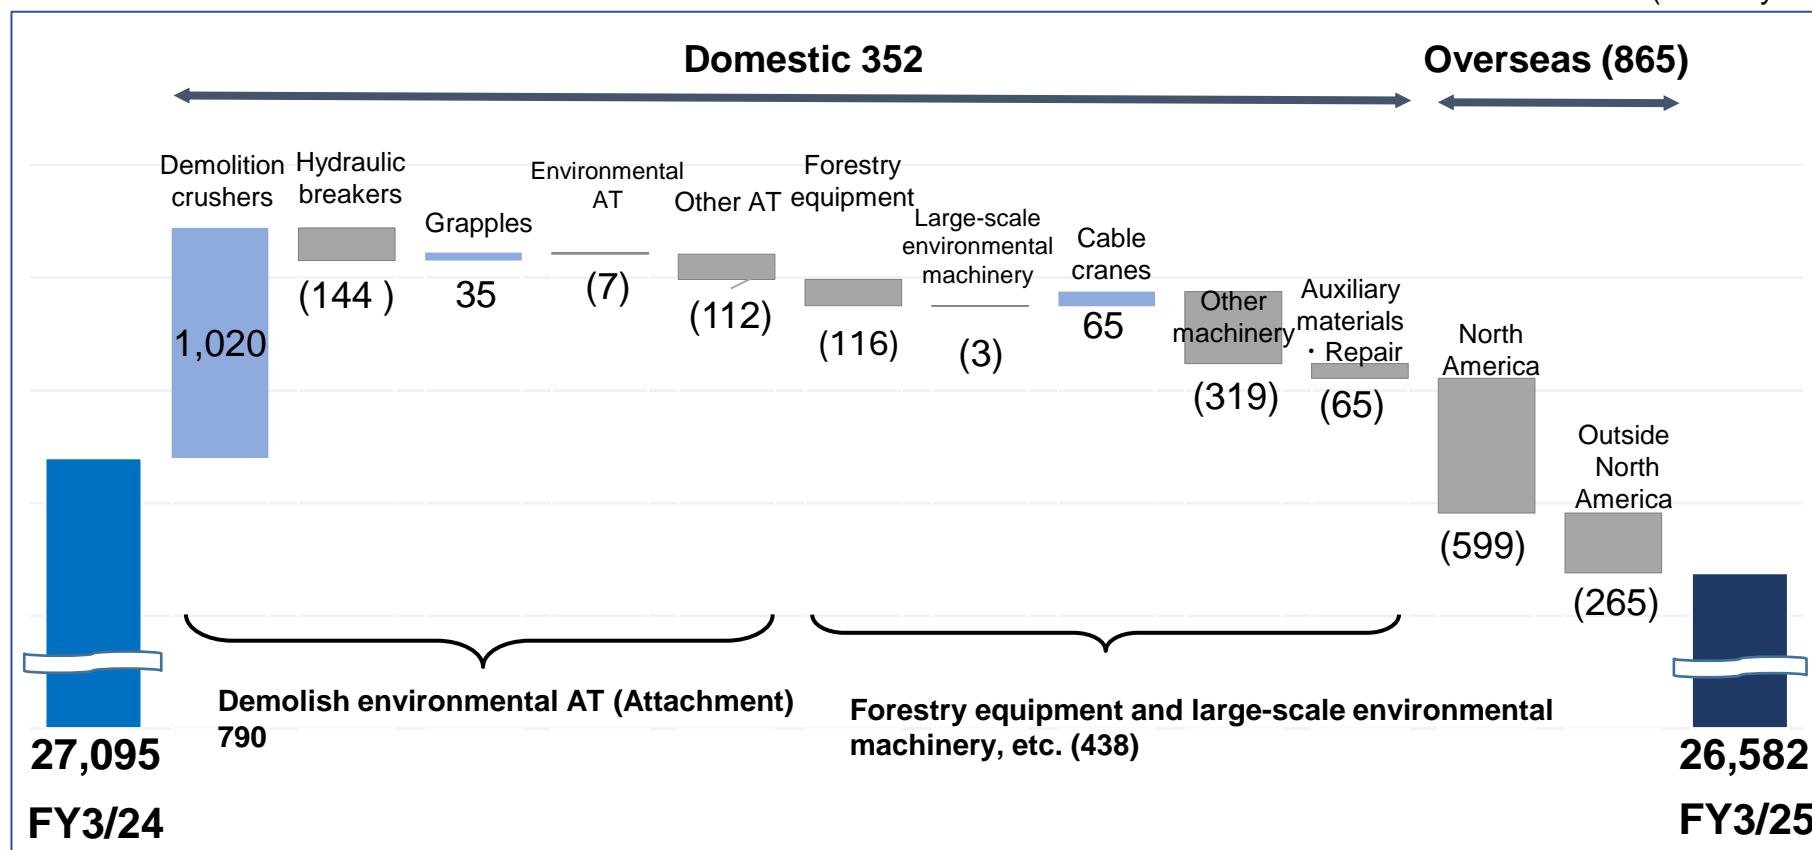 Domestic 352
Overseas (865)
Demolition
crushers
1,020
Hydraulic
breakers
(144 )
Grapples
35
Environmental
AT
(7)
Other AT
(112)
Forestry
equipment
(116)
Large-scale
environmental
machinery
(3)
Cable
cranes
65
Other
machinery
(319)
Auxiliary
materials
・Repair
(65)
North
America
(599)
Outside
North
America
(265)
Demolish environmental AT (Attachment)
790
Forestry equipment and large-scale environmental
machinery, etc. (438)
27,095
FY3/24
26,582
FY3/25